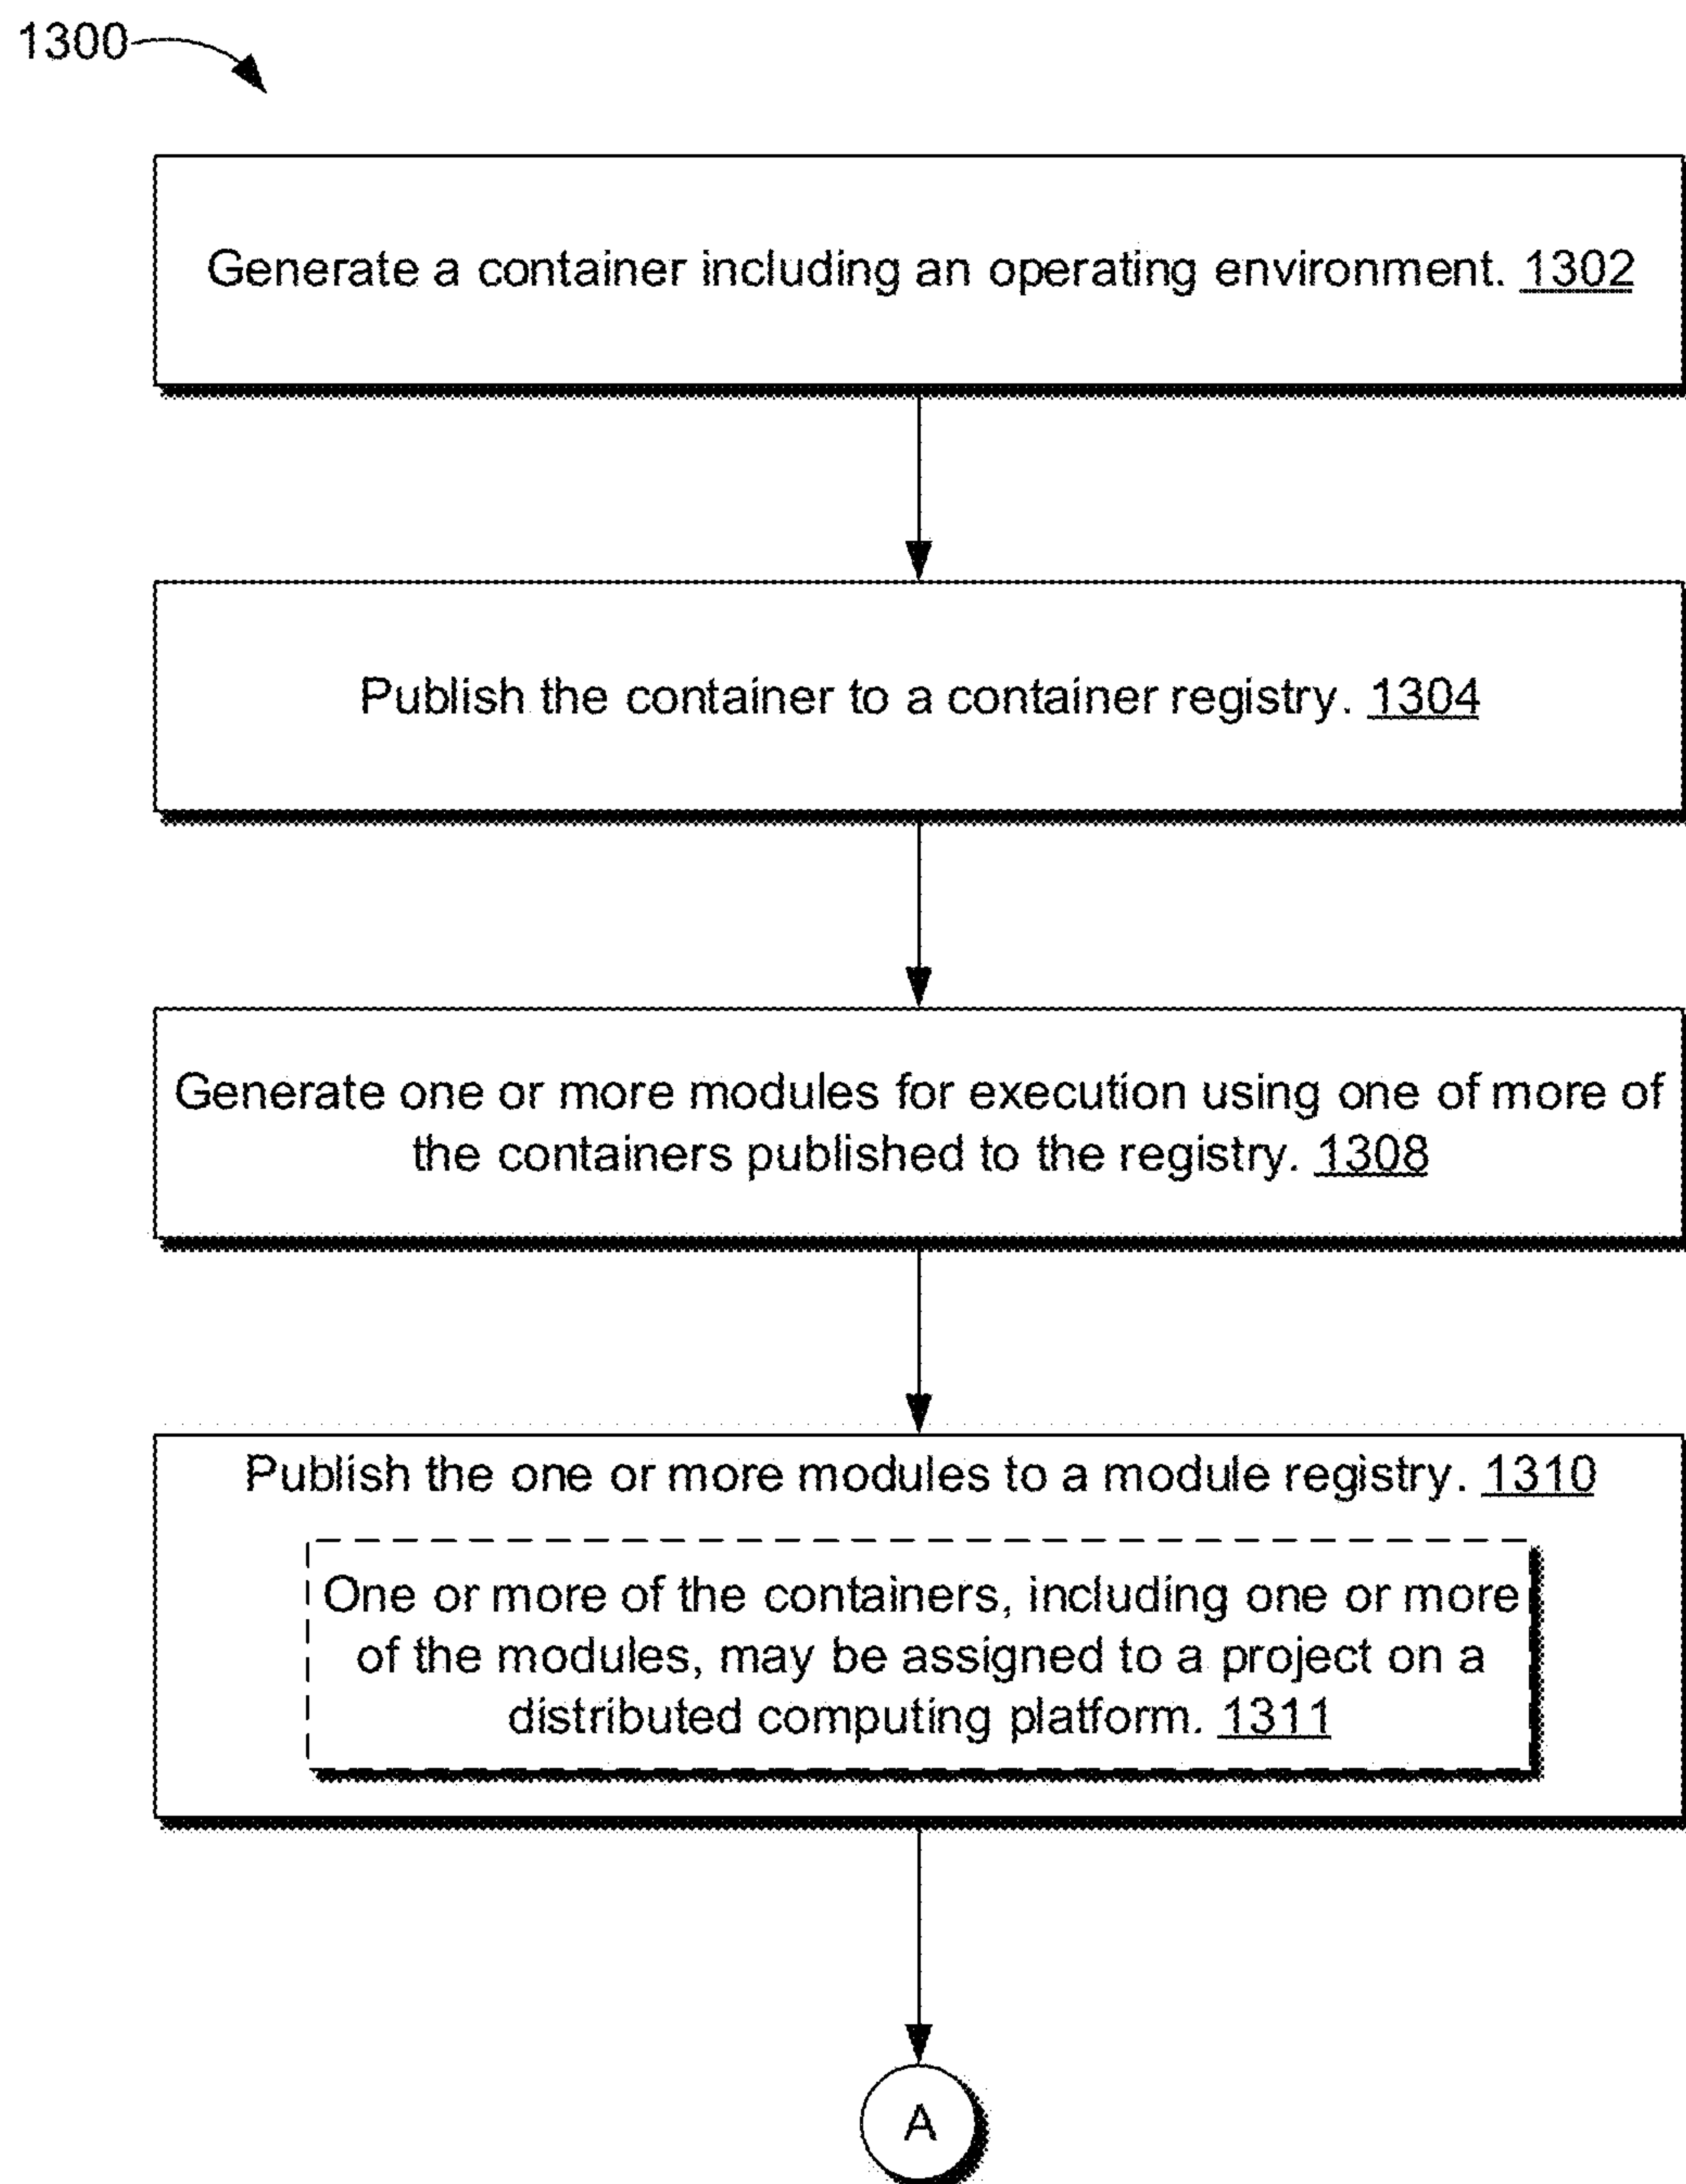 1300
Generate a container including an operating environment. 1302
Publish the container to a container registry. 1304
Generate one or more modules for execution using one of more of
the containers published to the registry. 1308
Publish the one or more modules to a module registry. 1310
One or more of the containers, including one or more
of the modules, may be assigned to a project on a
distributed computing platform. 1311
A